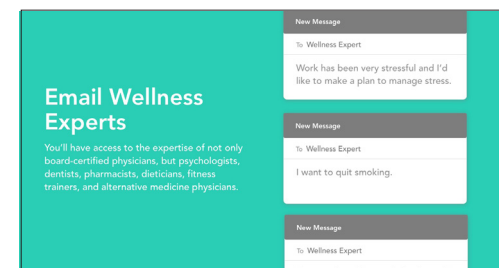 Email Wellness
Experts
You'll have access to the expertise of not only
board-certified physicians, but psychologists,
dentists, pharmacists, dieticians, fitness
trainers, and alternative medicine physicians.
New Message
To Wellness Expert
Work has been very stressful and I'd
like to make a plan to manage stress.
New Message
To Wellness Expert
I want to quit smoking.
New Message
To Wellness Expert